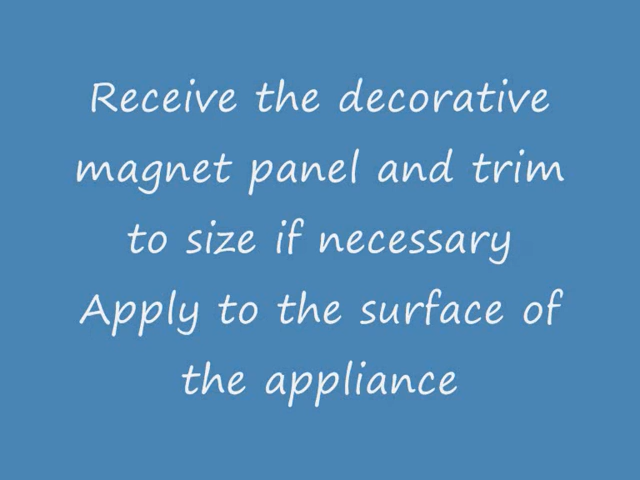 Receive the decorative
magnet panel and trim
to size if necessary
Apply to the surface of
the appliance